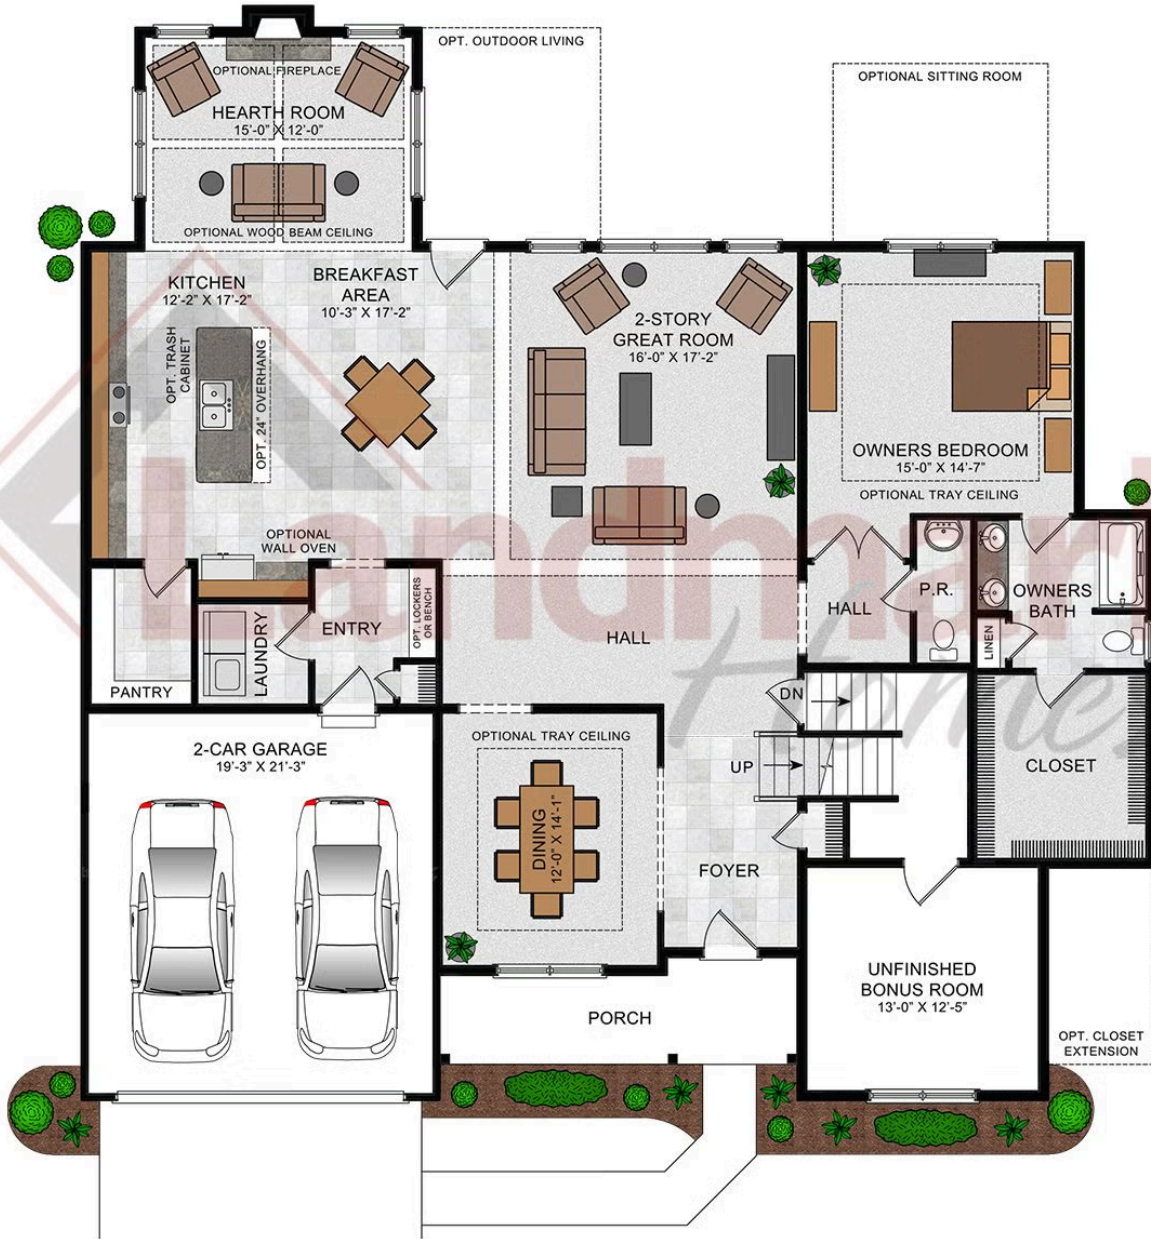 OPT. OUTDOOR LIVING
OPTIONAL SITTING ROOM
OPTIONAL FIREPLACE
HEARTH ROOM
15'-0" X 12'-0"
OPTIONAL WOOD BEAM CEILING
KITCHEN
12'-2" X 17'-2"
BREAKFAST
AREA
10'-3" X 17'-2"
2-STORY
GREAT ROOM
16'-0" X 17'-2"
OPT. TRASH
CABINET
OPT. 24" OVERHANG
OWNERS BEDROOM
15'-0" X 14'-7"
OPTIONAL TRAY CEILING
OPTIONAL
WALL OVEN
Landmark
Homes
PANTRY
LAUNDRY
ENTRY
OPT. LOCKERS
OR BENCH
HALL
HALL
P.R.
OWNERS
BATH
LINEN
DN
UP
CLOSET
2-CAR GARAGE
19'-3" X 21'-3"
OPTIONAL TRAY CEILING
DINING
12'-0" X 14'-1"
FOYER
PORCH
UNFINISHED
BONUS ROOM
13'-0" X 12'-5"
OPT. CLOSET
EXTENSION